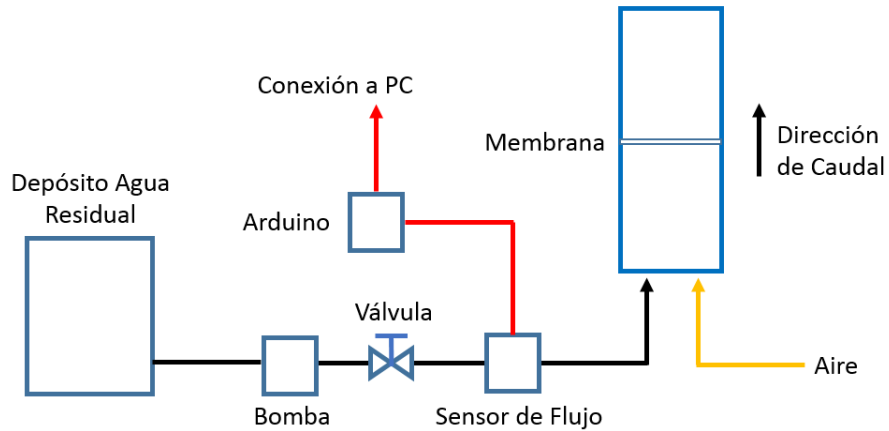 Conexión a PC
Membrana
Dirección
de Caudal
Depósito Agua
Residual
Arduino
Válvula
Aire
Bomba
Sensor de Flujo